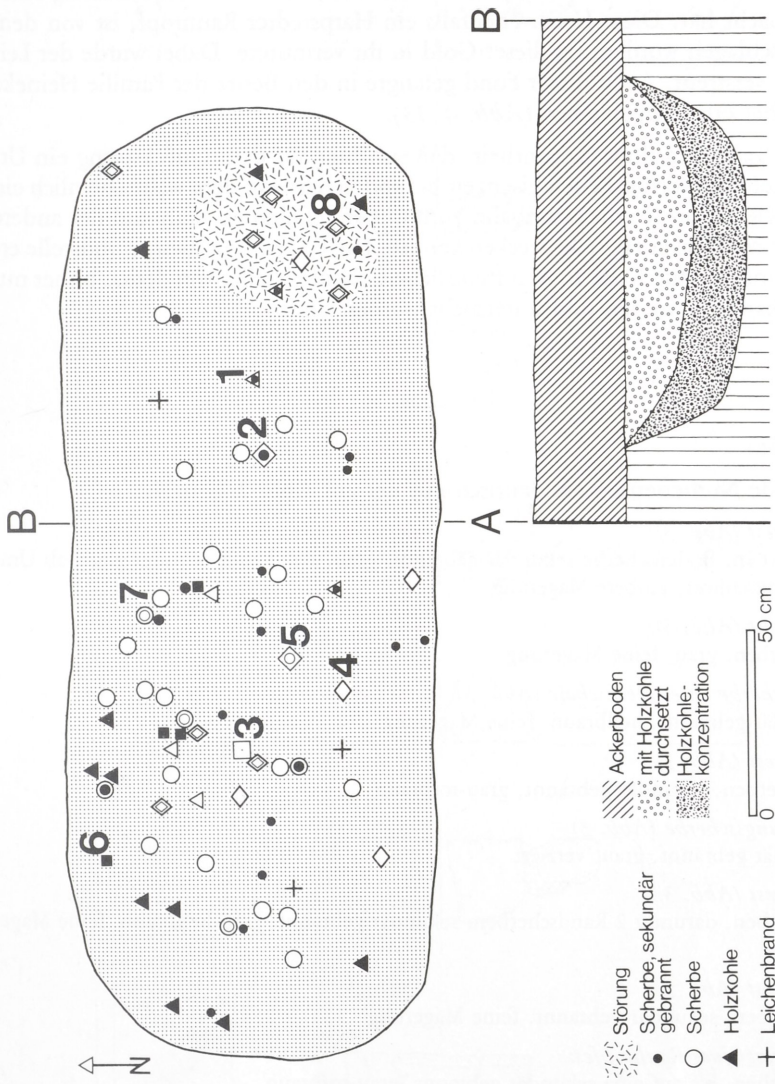 B
6
7
2
1
8
3
5
4
N
A
B
Störung
Scherbe, sekundär
gebrannt
Scherbe
Holzkohle
Leichenbrand
Ackerboden
mit Holzkohle
durchsetzt
Holzkohle-
konzentration
0
50 cm